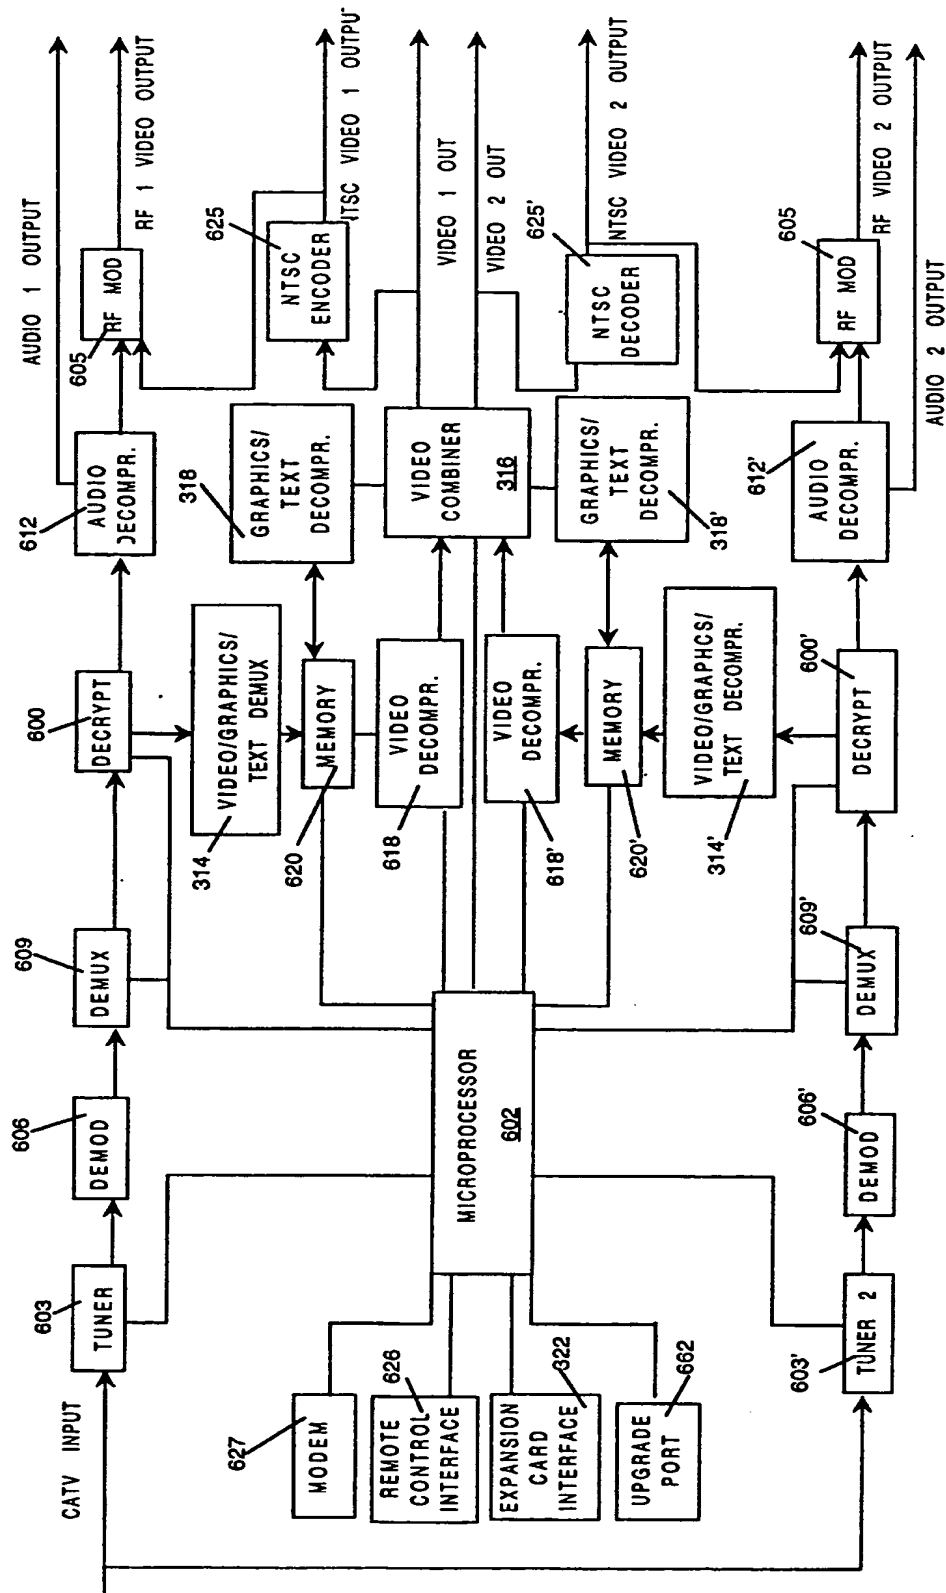 CATV INPUT
603
TUNER
606
DEMOD
609
DEMUX
600
DECRYPT
612
AUDIO
DECOMPR.
AUDIO 1 OUTPUT
605
RF MOD
RF 1 VIDEO OUTPUT
314
VIDEO/GRAPHICS/
TEXT DEMUX
318
GRAPHICS/
TEXT
DECOMPR.
625
NTSC
ENCODER
NTSC VIDEO 1 OUTPU
620
MEMORY
618
VIDEO
DECOMPR.
VIDEO
COMBINER
316
VIDEO 1 OUT
VIDEO 2 OUT
627
MODEM
626
REMOTE
CONTROL
INTERFACE
322
EXPANSION
CARD
INTERFACE
662
UPGRADE
PORT
MICROPROCESSOR
602
618'
VIDEO
DECOMPR.
620'
MEMORY
318'
GRAPHICS/
TEXT
DECOMPR.
625'
NTSC
DECODER
NTSC VIDEO 2 OUTPUT
314'
VIDEO/GRAPHCS/
TEXT DECOMPR.
603'
TUNER 2
606'
DEMOD
609'
DEMUX
600'
DECRYPT
612'
AUDIO
DECOMPR.
605
RF MOD
RF VIDEO 2 OUTPUT
AUDIO 2 OUTPUT